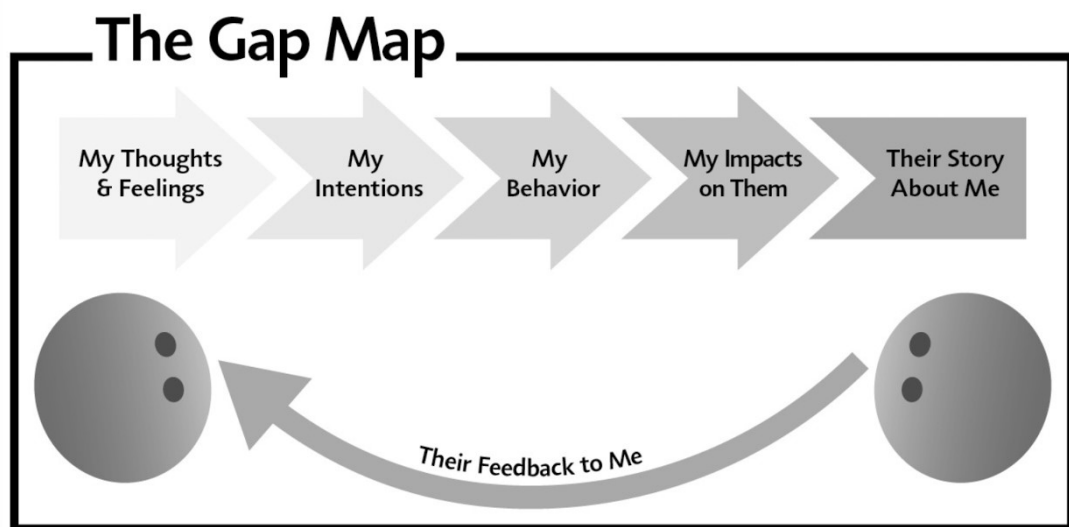 The Gap Map
My Thoughts
& Feelings
My
Intentions
My
Behavior
My Impacts
on Them
Their Story
About Me
Their Feedback to Me